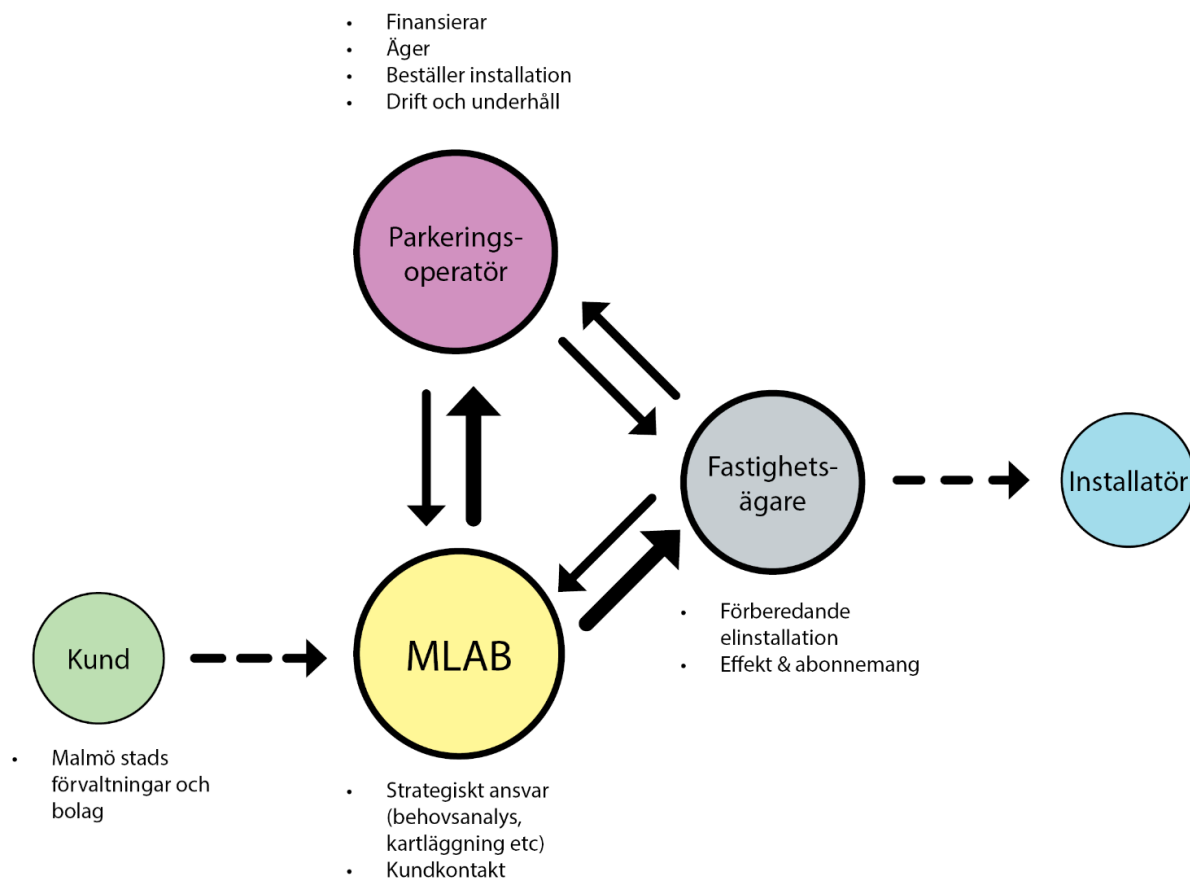 • Finansierar
• Äger
• Beställer installation
• Drift och underhåll
Parkerings-
operatör
Fastighets-
ägare
Installatör
• Förberedande
elinstallation
• Effekt & abonnemang
Kund
MLAB
• Malmö stads
förvaltningar och
bolag
• Strategiskt ansvar
(behovsanalys,
kartläggning etc)
• Kundkontakt